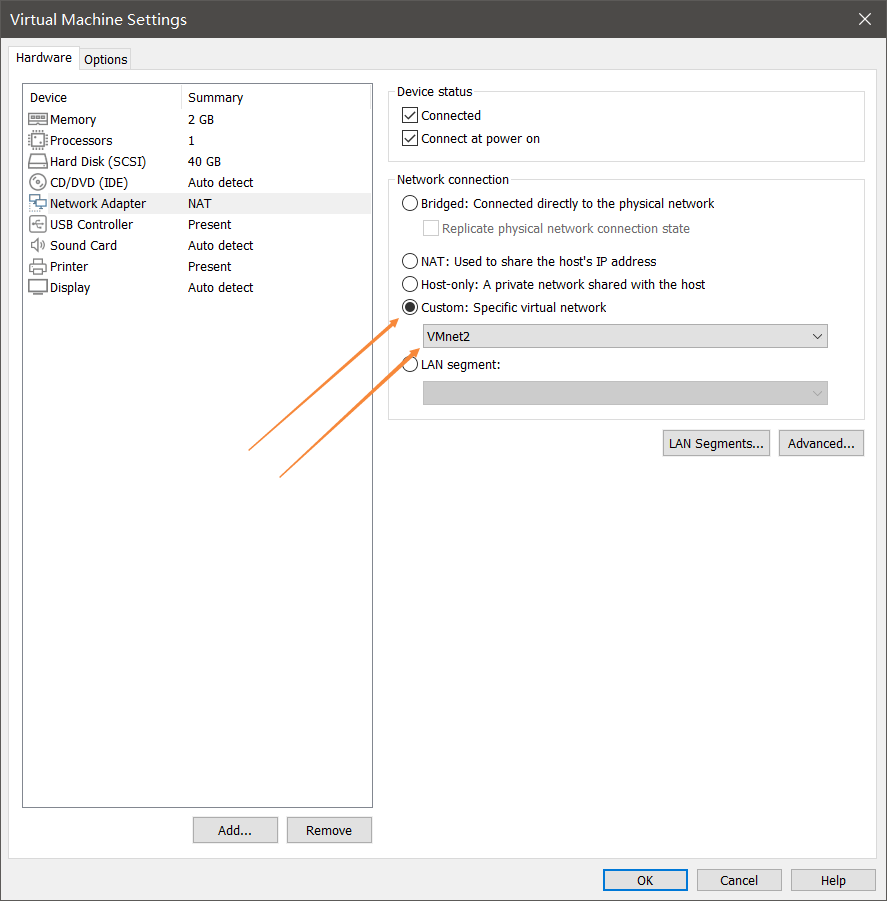 Virtual Machine Settings
Hardware
Options
Device Summary
Memory 2 GB
Processors 1
Hard Disk (SCSI) 40 GB
CD/DVD (IDE) Auto detect
Network Adapter NAT
USB Controller Present
Sound Card Auto detect
Printer Present
Display Auto detect
Add...
Remove
Device status
Connected
Connect at power on
Network connection
Bridged: Connected directly to the physical network
Replicate physical network connection state
NAT: Used to share the host's IP address
Host-only: A private network shared with the host
Custom: Specific virtual network
VMnet2
LAN segment:
LAN Segments...
Advanced...
OK
Cancel
Help